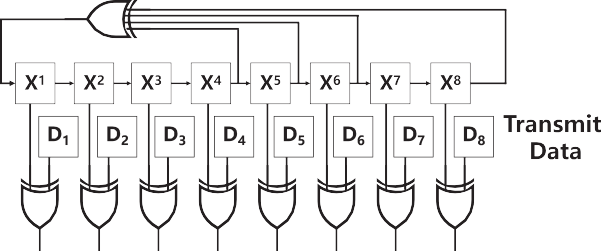 X1 X2 X3 X4 X5 X6 X7 X8
D1 D2 D3 D4 D5 D6 D7 D8
Transmit
Data